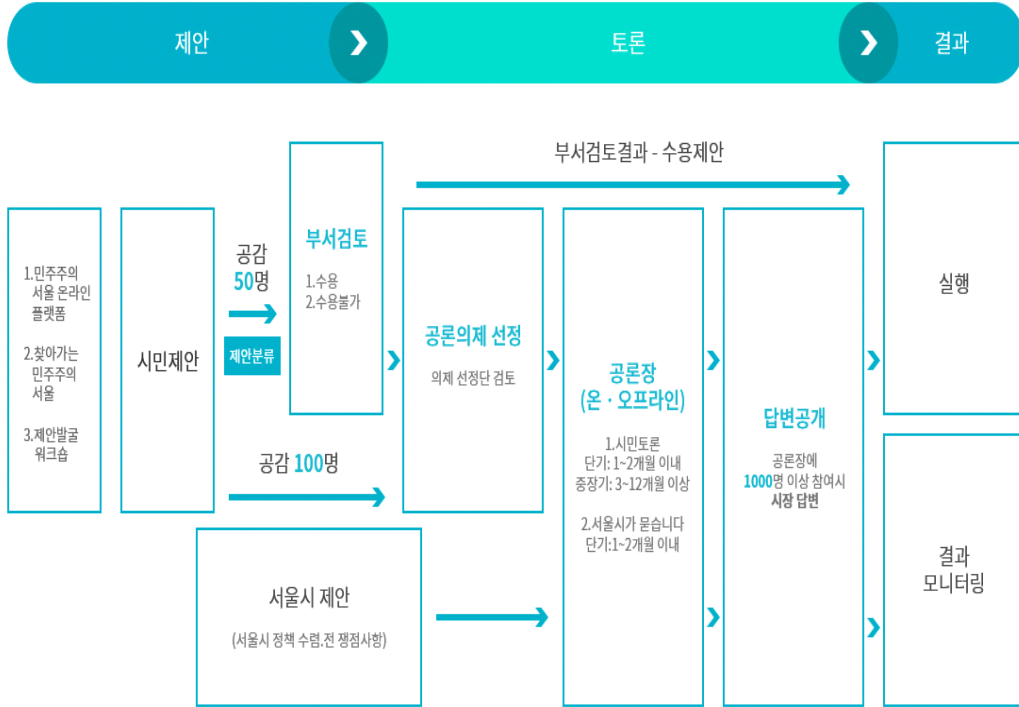 제안
토론
결과
부서검토결과 - 수용제안
1.민주주의
서울 온라인
플랫폼
2.찾아가는
민주주의
서울
3.제안발굴
워크숍
시민제안
공감
50명
제안분류
공감 100명
부서검토
1.수용
2.수용불가
공론의제 선정
의제 선정단 검토
서울시 제안
(서울시 정책 수렴.전 쟁점사항)
공론장
(온 · 오프라인)
1.시민토론
단기: 1~2개월 이내
중장기: 3~12개월 이상
2.서울시가 묻습니다
단기:1~2개월 이내
답변공개
공론장에
1000명 이상 참여시
시장 답변
실행
결과
모니터링